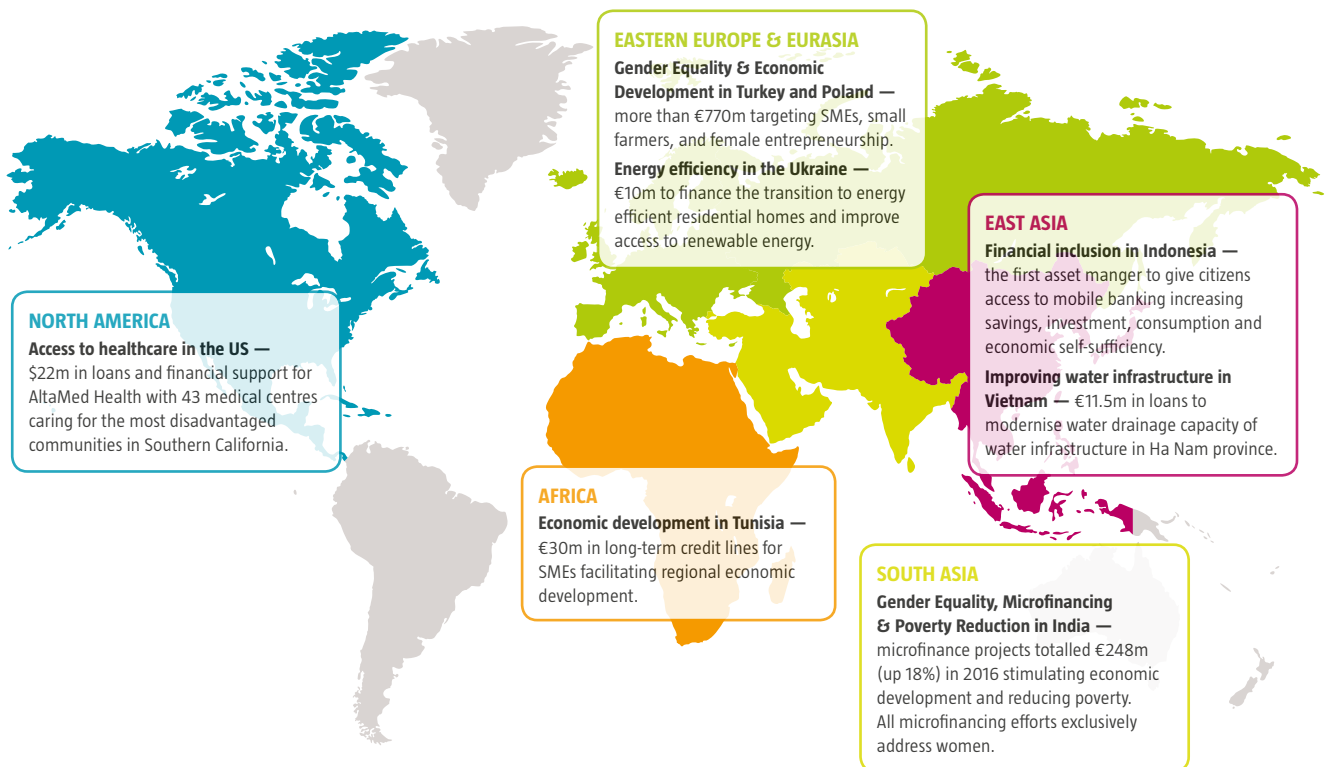 EASTERN EUROPE & EURASIA
Gender Equality & Economic
Development in Turkey and Poland —
more than €770m targeting SMEs, small
farmers, and female entrepreneurship.
Energy efficiency in the Ukraine —
€10m to finance the transition to energy
efficient residential homes and improve
access to renewable energy.
EAST ASIA
Financial inclusion in Indonesia —
the first asset manger to give citizens
access to mobile banking increasing
savings, investment, consumption and
economic self-sufficiency.
Improving water infrastructure in
Vietnam — €11.5m in loans to
modernise water drainage capacity of
water infrastructure in Ha Nam province.
NORTH AMERICA
Access to healthcare in the US —
$22m in loans and financial support for
AltaMed Health with 43 medical centres
caring for the most disadvantaged
communities in Southern California.
AFRICA
Economic development in Tunisia —
€30m in long-term credit lines for
SMEs facilitating regional economic
development.
SOUTH ASIA
Gender Equality, Microfinancing
& Poverty Reduction in India —
microfinance projects totalled €248m
(up 18%) in 2016 stimulating economic
development and reducing poverty.
All microfinancing efforts exclusively
address women.